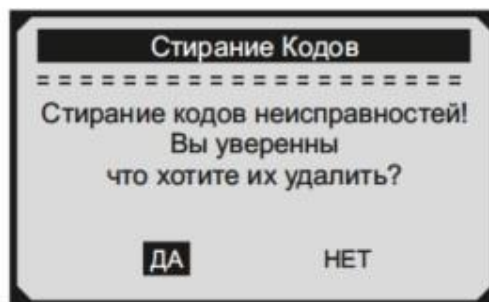 Стирание Кодов
====================
Стирание кодов неисправностей!
Вы уверенны
что хотите их удалить?
ДА НЕТ